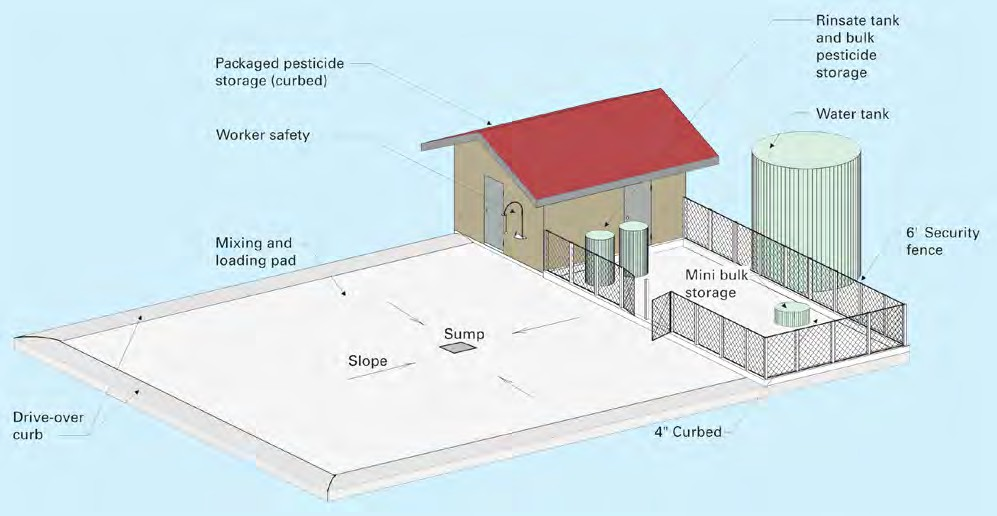 Rinsate tank
and bulk
pesticide
storage
Packaged pesticide
storage (curbed)
Water tank
Worker safety
6' Security
fence
Mixing and
loading pad
Mini bulk
storage
Sump
Slope
Drive-over
curb
4" Curbed